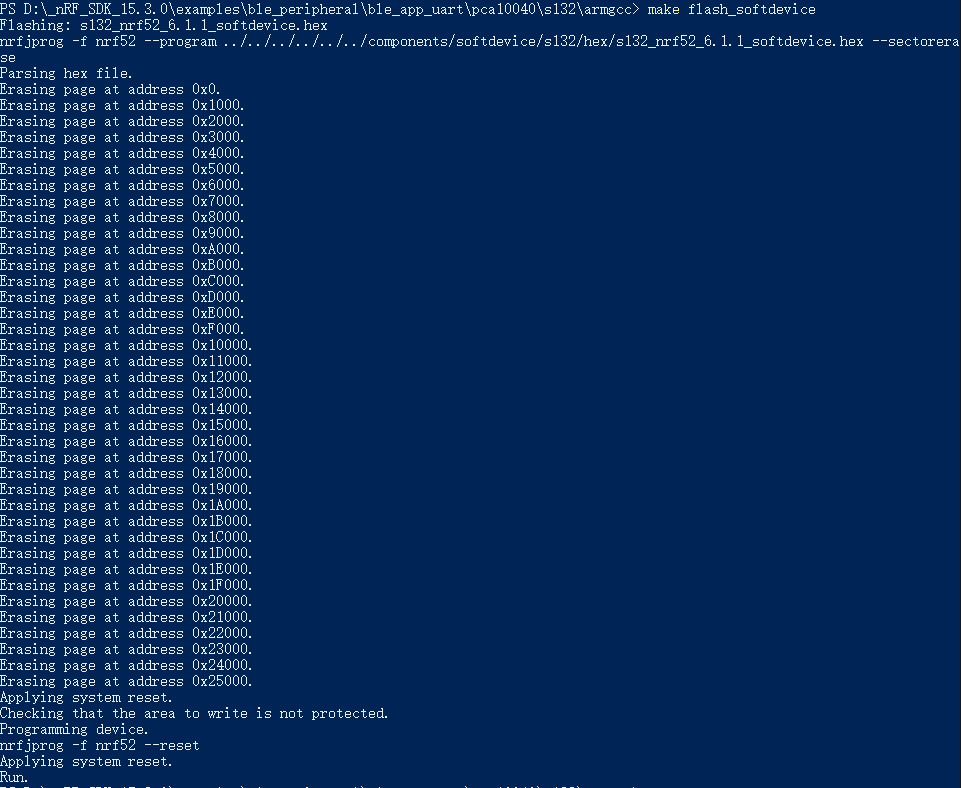 PS D:\_nRF_SDK_15.3.0\examples\ble_peripheral\ble_app_uart\pca10040\s132\armgcc> make flash_softdevice
Flashing: s132_nrf52_6.1.1_softdevice.hex
nrfjprog -f nrf52 --program ../../../../../../components/softdevice/s132/hex/s132_nrf52_6.1.1_softdevice.hex --sectorera
se
Parsing hex file.
Erasing page at address 0x0.
Erasing page at address 0x1000.
Erasing page at address 0x2000.
Erasing page at address 0x3000.
Erasing page at address 0x4000.
Erasing page at address 0x5000.
Erasing page at address 0x6000.
Erasing page at address 0x7000.
Erasing page at address 0x8000.
Erasing page at address 0x9000.
Erasing page at address 0xA000.
Erasing page at address 0xB000.
Erasing page at address 0xC000.
Erasing page at address 0xD000.
Erasing page at address 0xE000.
Erasing page at address 0xF000.
Erasing page at address 0x10000.
Erasing page at address 0x11000.
Erasing page at address 0x12000.
Erasing page at address 0x13000.
Erasing page at address 0x14000.
Erasing page at address 0x15000.
Erasing page at address 0x16000.
Erasing page at address 0x17000.
Erasing page at address 0x18000.
Erasing page at address 0x19000.
Erasing page at address 0x1A000.
Erasing page at address 0x1B000.
Erasing page at address 0x1C000.
Erasing page at address 0x1D000.
Erasing page at address 0x1E000.
Erasing page at address 0x1F000.
Erasing page at address 0x20000.
Erasing page at address 0x21000.
Erasing page at address 0x22000.
Erasing page at address 0x23000.
Erasing page at address 0x24000.
Erasing page at address 0x25000.
Applying system reset.
Checking that the area to write is not protected.
Programming device.
nrfjprog -f nrf52 --reset
Applying system reset.
Run.